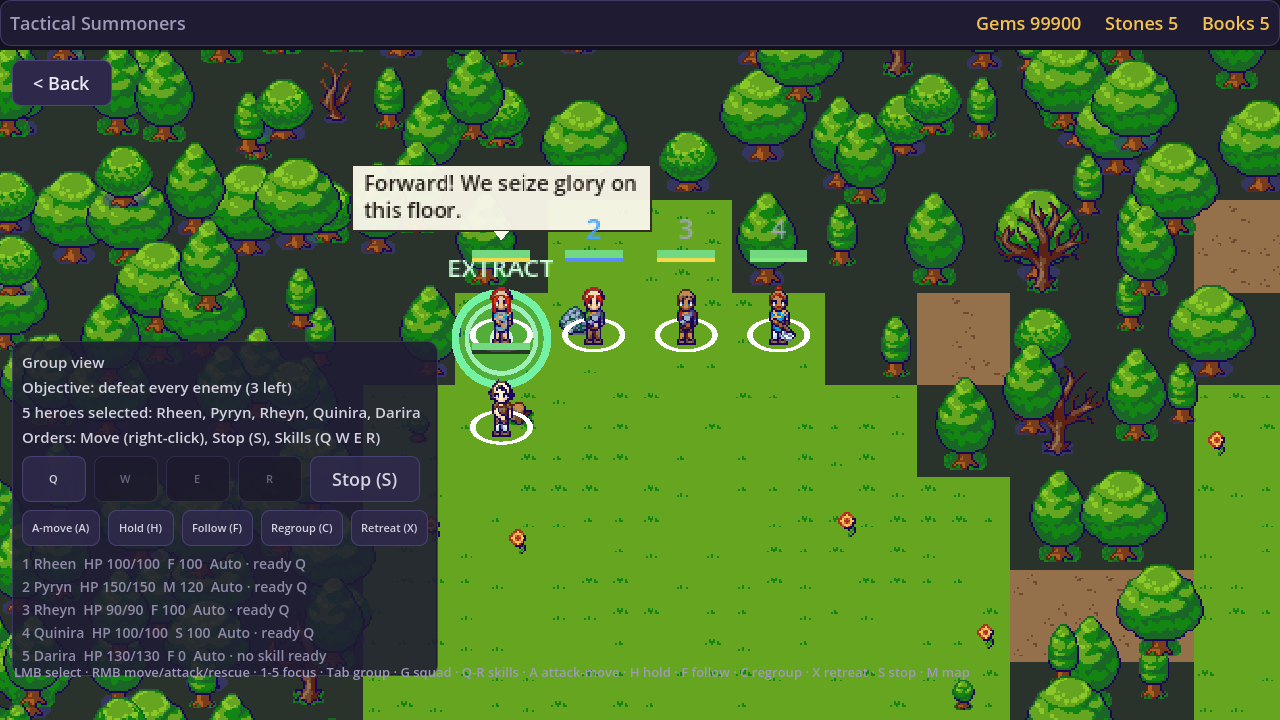 Tactical Summoners
Gems 99900 Stones 5 Books 5
< Back
Forward! We seize glory on
this floor.
2 3 4
EXTRACT
Group view
Objective: defeat every enemy (3 left)
5 heroes selected: Rheen, Pyryn, Rheyn, Quinira, Darira
Orders: Move (right-click), Stop (S), Skills (Q W E R)
Q W E R Stop (S)
A-move (A) Hold (H) Follow (F) Regroup (C) Retreat (X)
1 Rheen HP 100/100 F 100 Auto · ready Q
2 Pyryn HP 150/150 M 120 Auto · ready Q
3 Rheyn HP 90/90 F 100 Auto · ready Q
4 Quinira HP 100/100 S 100 Auto · ready Q
5 Darira HP 130/130 F 0 Auto · no skill ready
LMB select · RMB move/attack/rescue · 1-5 focus · Tab group · G squad · Q-R skills · A attack-move · H hold · F follow · C regroup · X retreat · S stop · M map